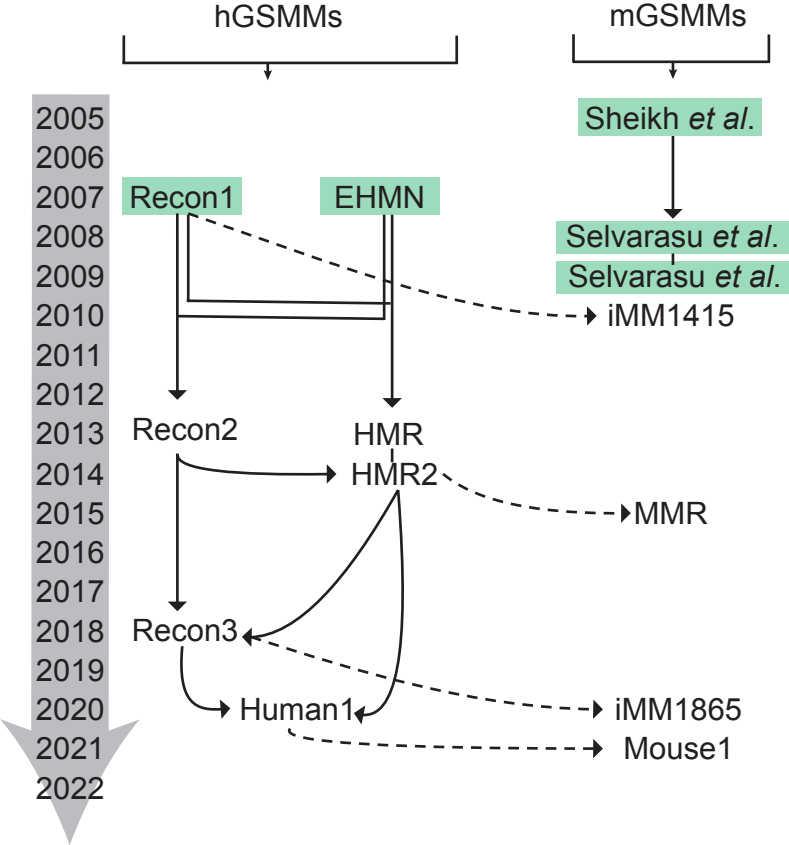 hGSMMs mGSMMs
2005 Sheikh et al.
2006
2007 Recon1 EHMN
2008 Selvarasu et al.
2009 Selvarasu et al.
2010 iMM1415
2011
2012
2013 Recon2 HMR
2014 HMR2
2015 MMR
2016
2017
2018 Recon3
2019
2020 Human1 iMM1865
2021 Mouse1
2022